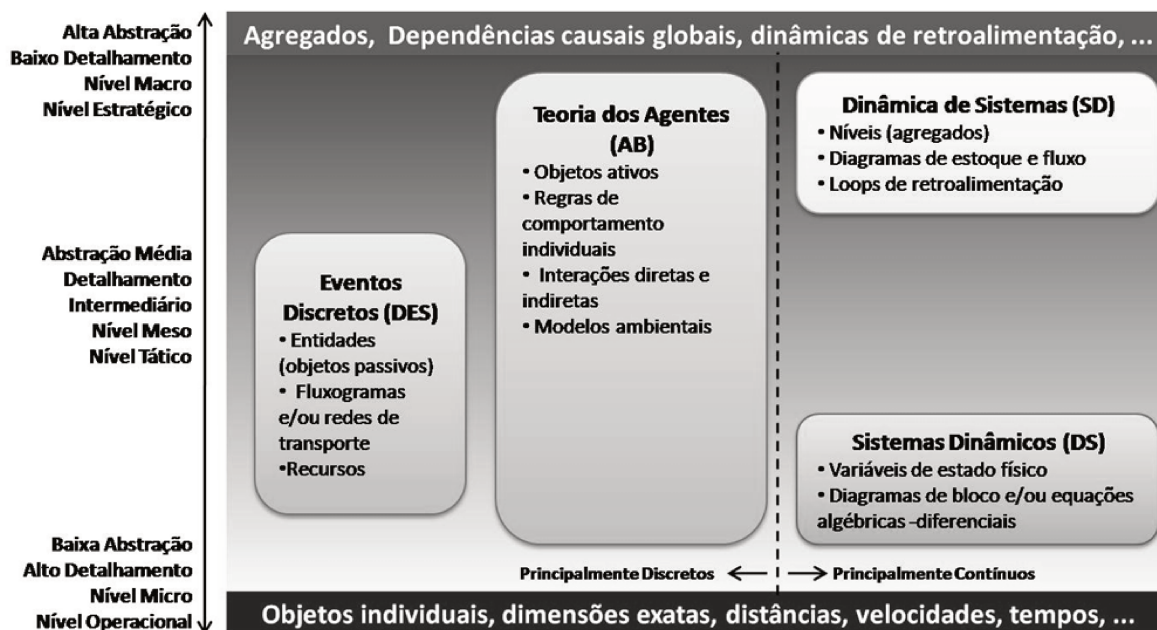 Alta Abstração
Baixo Detalhamento
Nível Macro
Nível Estratégico
Abstração Média
Detalhamento
Intermediário
Nível Meso
Nível Tático
Baixa Abstração
Alto Detalhamento
Nível Micro
Nível Operacional
Agregados, Dependências causais globais, dinâmicas de retroalimentação, ...
Eventos
Discretos (DES)
• Entidades
(objetos passivos)
• Fluxogramas
e/ou redes de
transporte
•Recursos
Teoria dos Agentes
(AB)
• Objetos ativos
• Regras de
comportamento
individuais
• Interações diretas e
indiretas
• Modelos ambientais
Dinâmica de Sistemas (SD)
• Níveis (agregados)
• Diagramas de estoque e fluxo
• Loops de retroalimentação
Sistemas Dinâmicos (DS)
• Variáveis de estado físico
• Diagramas de bloco e/ou equações
algébricas -diferenciais
Principalmente Discretos
Principalmente Contínuos
Objetos individuais, dimensões exatas, distâncias, velocidades, tempos, ...